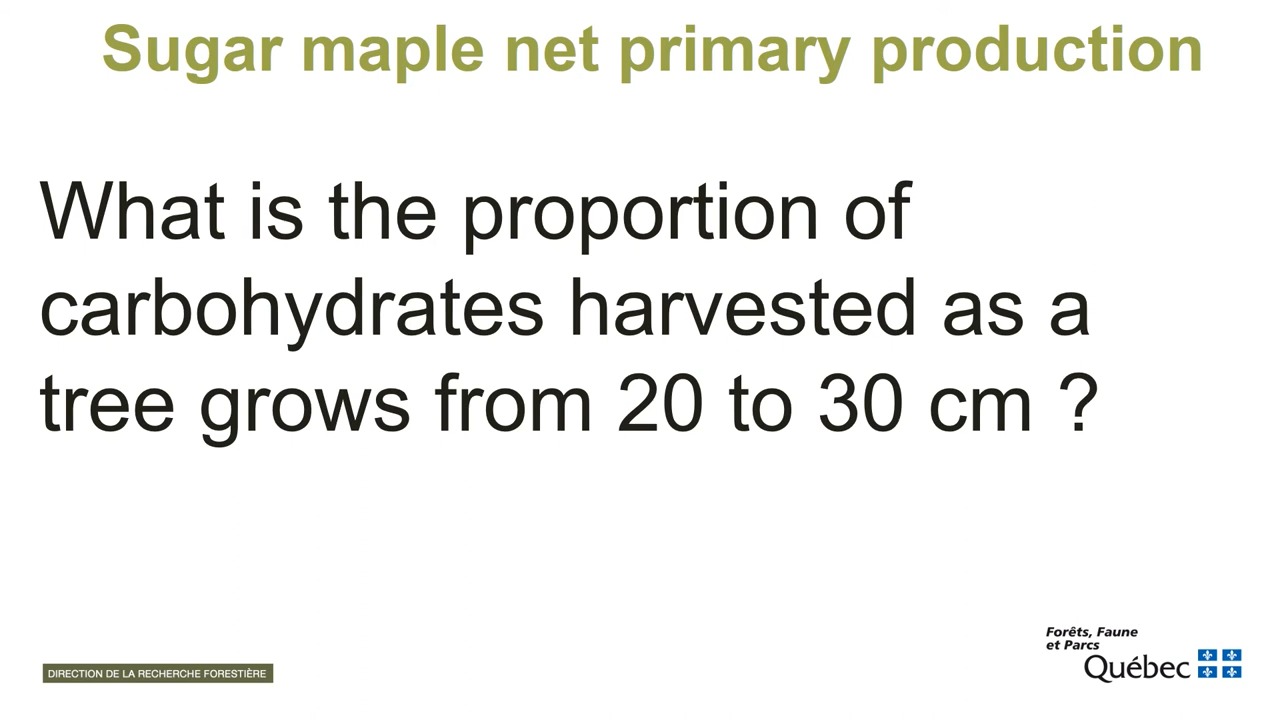 Sugar maple net primary production
What is the proportion of
carbohydrates harvested as a
tree grows from 20 to 30 cm ?
Forêts, Faune
et Parcs
Québec
DIRECTION DE LA RECHERCHE FORESTIÈRE